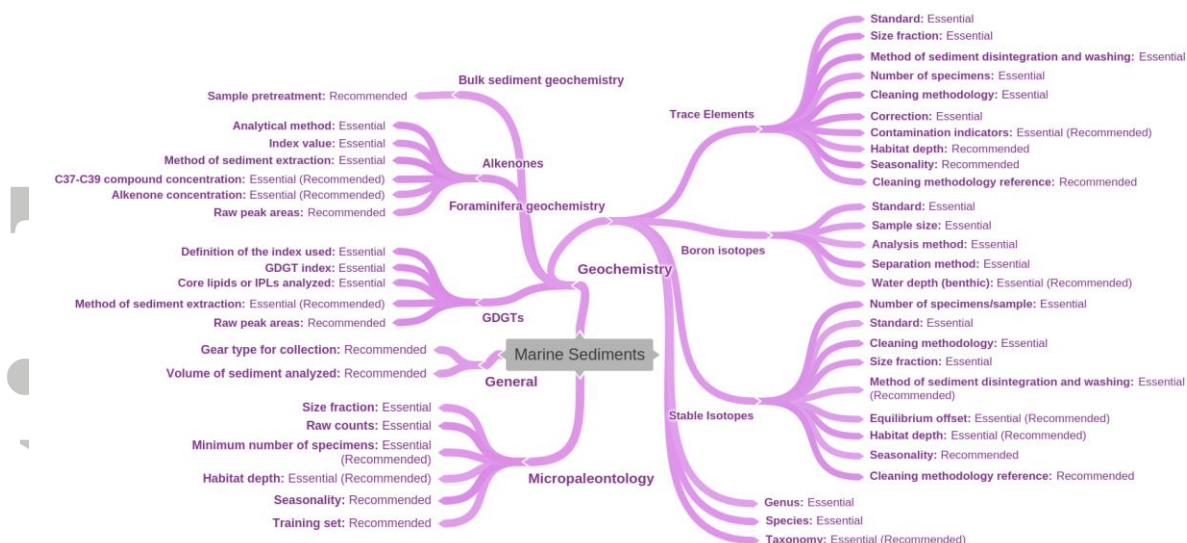 Marine Sediments
Geochemistry
Bulk sediment geochemistry
Sample pretreatment: Recommended
Alkenones
Analytical method: Essential
Index value: Essential
Method of sediment extraction: Essential
C37-C39 compound concentration: Essential (Recommended)
Alkenone concentration: Essential (Recommended)
Raw peak areas: Recommended
Foraminifera geochemistry
GDGTs
Definition of the index used: Essential
GDGT index: Essential
Core lipids or IPLs analyzed: Essential
Method of sediment extraction: Essential (Recommended)
Raw peak areas: Recommended
General
Gear type for collection: Recommended
Volume of sediment analyzed: Recommended
Micropaleontology
Size fraction: Essential
Raw counts: Essential
Minimum number of specimens: Essential
(Recommended)
Habitat depth: Essential (Recommended)
Seasonality: Recommended
Training set: Recommended
Trace Elements
Standard: Essential
Size fraction: Essential
Method of sediment disintegration and washing: Essential
Number of specimens: Essential
Cleaning methodology: Essential
Correction: Essential
Contamination indicators: Essential (Recommended)
Habitat depth: Recommended
Seasonality: Recommended
Cleaning methodology reference: Recommended
Boron isotopes
Standard: Essential
Sample size: Essential
Analysis method: Essential
Separation method: Essential
Water depth (benthic): Essential (Recommended)
Stable Isotopes
Number of specimens/sample: Essential
Standard: Essential
Cleaning methodology: Essential
Size fraction: Essential
Method of sediment disintegration and washing: Essential
(Recommended)
Equilibrium offset: Essential (Recommended)
Habitat depth: Essential (Recommended)
Seasonality: Recommended
Cleaning methodology reference: Recommended
Genus: Essential
Species: Essential
Taxonomy: Essential (Recommended)